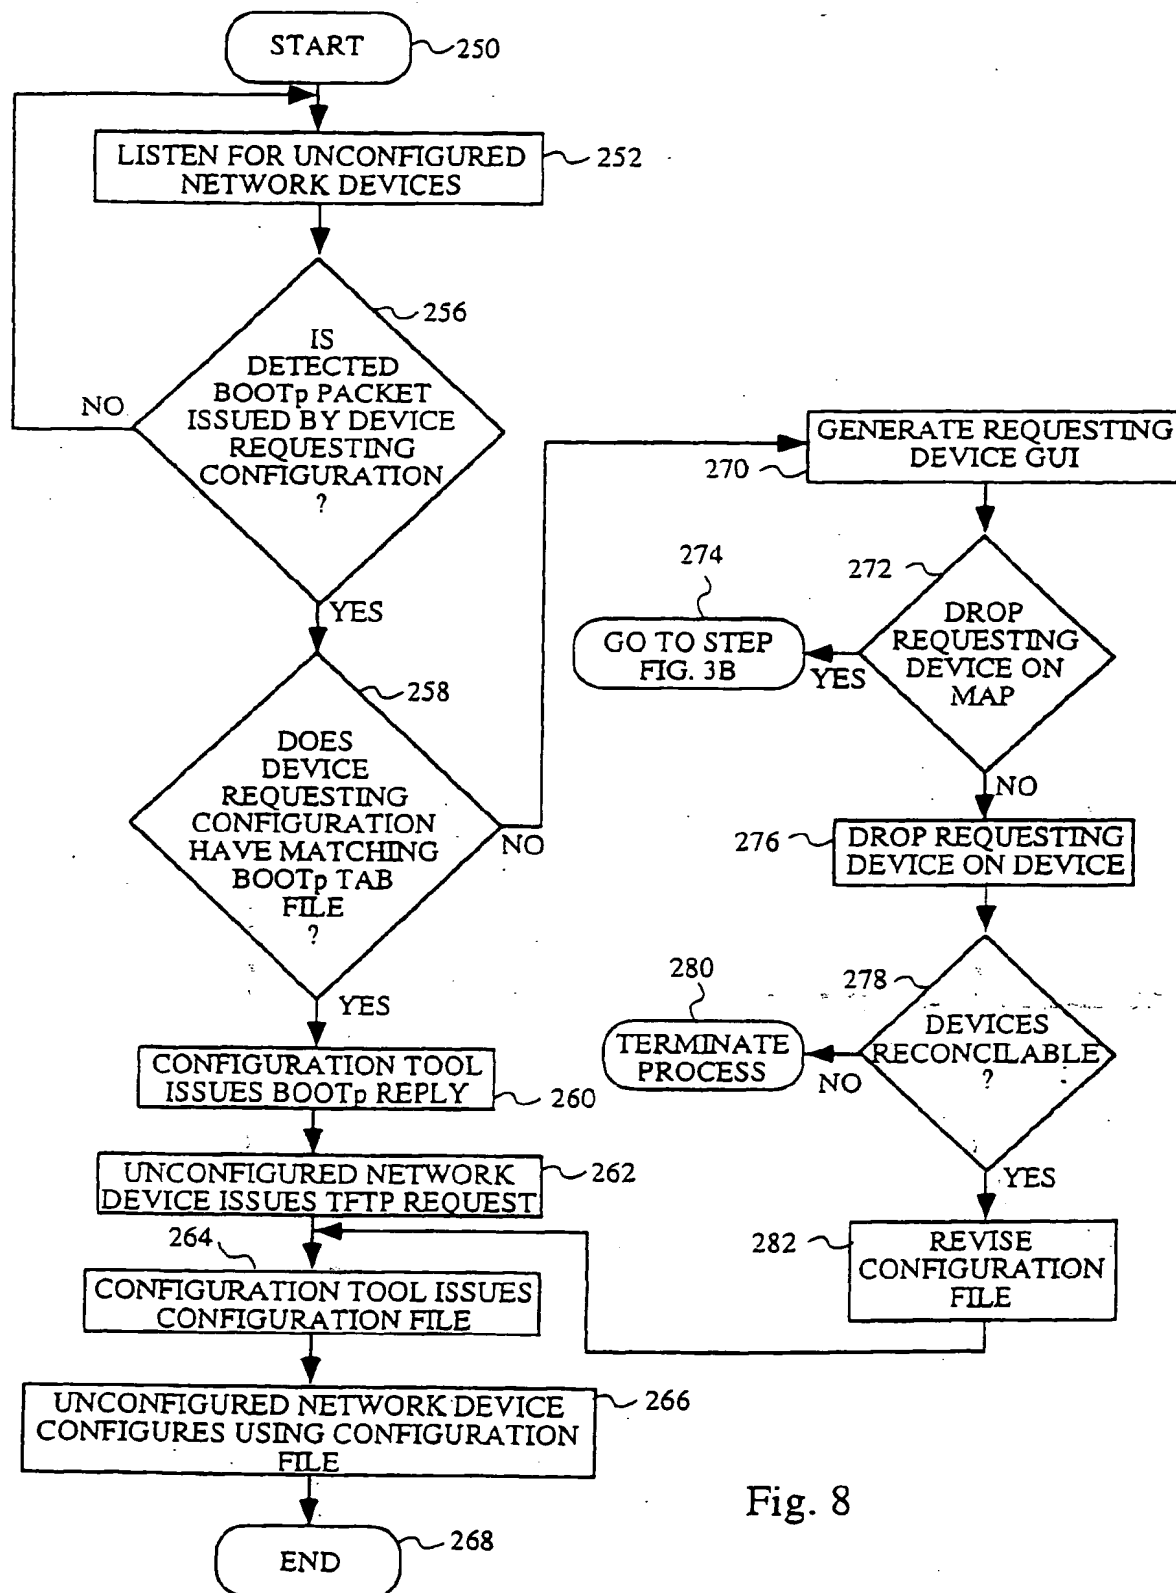 START
250
LISTEN FOR UNCONFIGURED
NETWORK DEVICES
252
256
IS
DETECTED
BOOTp PACKET
ISSUED BY DEVICE
REQUESTING
CONFIGURATION
?
NO
YES
258
DOES
DEVICE
REQUESTING
CONFIGURATION
HAVE MATCHING
BOOTp TAB
FILE
?
NO
YES
CONFIGURATION TOOL
ISSUES BOOTp REPLY
260
UNCONFIGURED NETWORK
DEVICE ISSUES TFTP REQUEST
262
264
CONFIGURATION TOOL ISSUES
CONFIGURATION FILE
UNCONFIGURED NETWORK DEVICE
CONFIGURES USING CONFIGURATION
FILE
266
END
268
GENERATE REQUESTING
DEVICE GUI
270
272
DROP
REQUESTING
DEVICE ON
MAP
274
GO TO STEP
FIG. 3B
YES
NO
276
DROP REQUESTING
DEVICE ON DEVICE
278
DEVICES
RECONCILABLE
?
280
TERMINATE
PROCESS
NO
YES
282
REVISE
CONFIGURATION
FILE
Fig. 8